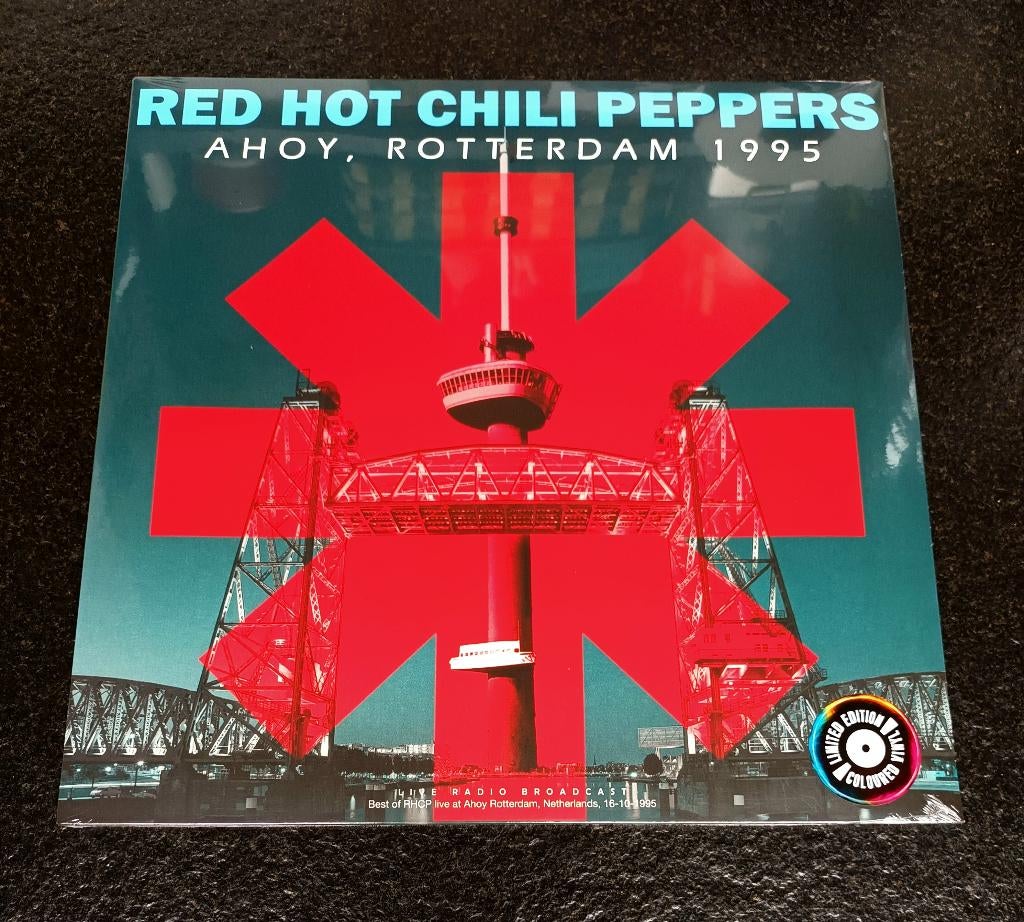 RED HOT CHILI PEPPERS
AHOY, ROTTERDAM 1995
LIVE RADIO BROADCAST
Best of RHCP live at Ahoy Rotterdam, Netherlands, 16-10-1995
LIMITED EDITION
COLOURED VINYL